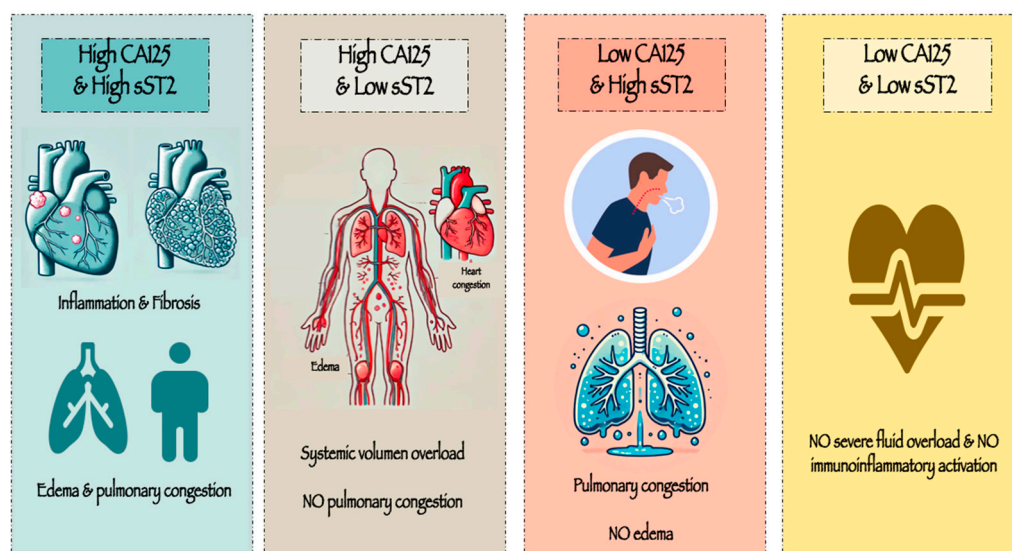 High CA125
& High sST2
Inflammation & Fibrosis
Edema & pulmonary congestion
High CA125
& Low sST2
Heart
congestion
Edema
Systemic volumen overload
NO pulmonary congestion
Low CA125
& High sST2
Pulmonary congestion
NO edema
Low CA125
& Low sST2
NO severe fluid overload & NO
immunoinflammatory activation